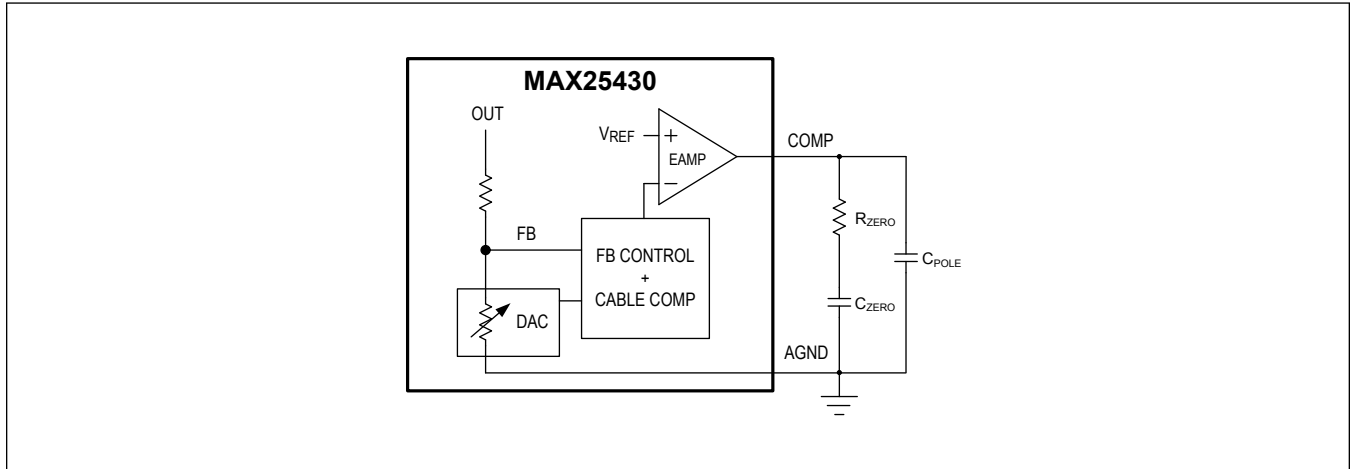 MAX25430
OUT
VREF
+
EAMP
−
COMP
RZERO
FB
FB CONTROL
+
CABLE COMP
CPOLE
DAC
CZERO
AGND